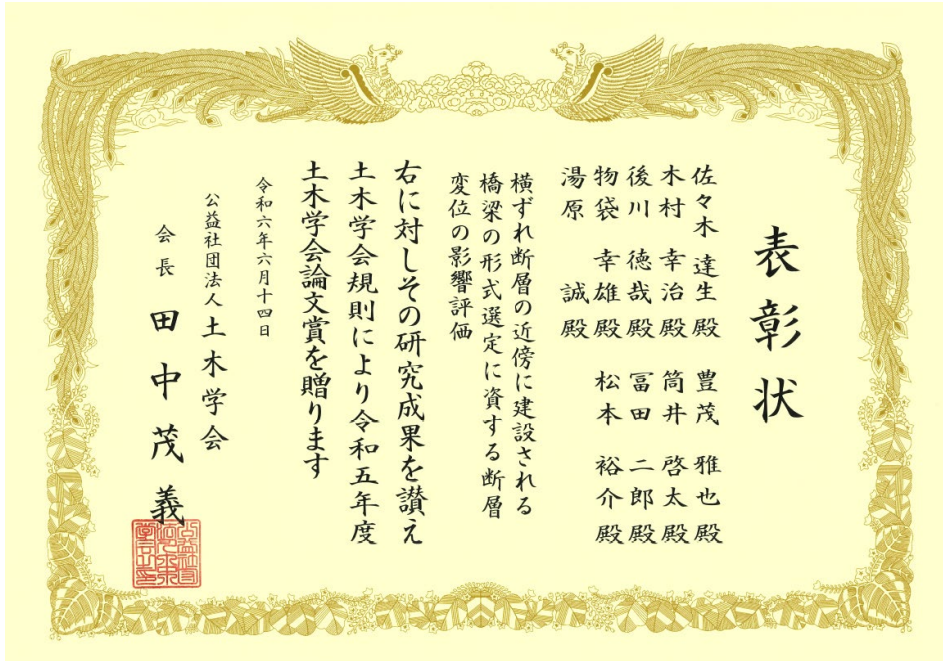 表彰状
佐々木 達生 殿 豊茂 雅也 殿
木村 幸治 殿 筒井 啓太 殿
後川 徳哉 殿 冨田 二郎 殿
物袋 幸雄 殿 松本 裕介 殿
湯原 誠 殿
横ずれ断層の近傍に建設される
橋梁の形式選定に資する断層
変位の影響評価
右に対しその研究成果を讃え
土木学会規則により令和五年度
土木学会論文賞を贈ります
令和六年六月十四日
公益社団法人 土木学会
会長 田中茂義